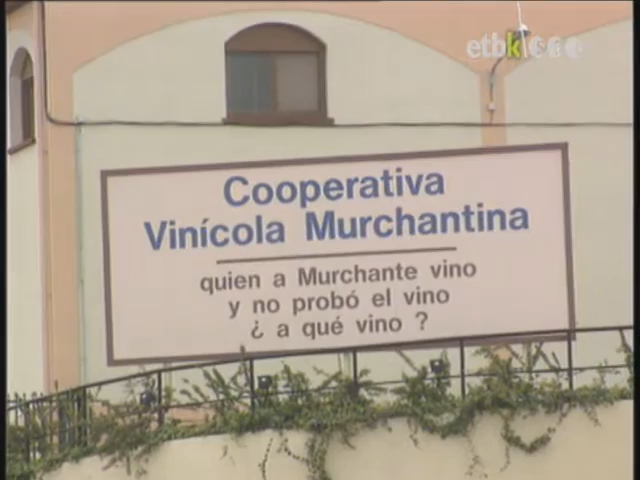 etbk
Cooperativa
Vinícola Murchantina
quien a Murchante vino
y no probó el vino
¿ a qué vino ?